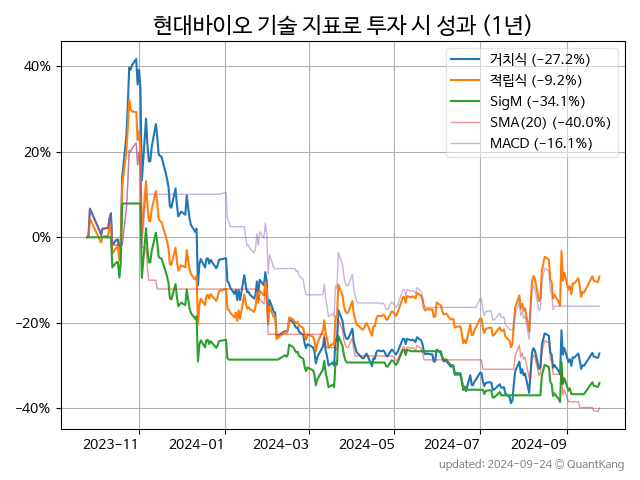 현대바이오 기술 지표로 투자 시 성과 (1년)
거치식 (−27.2%)
적립식 (−9.2%)
SigM (−34.1%)
SMA(20) (−40.0%)
MACD (−16.1%)
40%
20%
0%
−20%
−40%
2023-11 2024-01 2024-03 2024-05 2024-07 2024-09
updated: 2024-09-24 © QuantKang